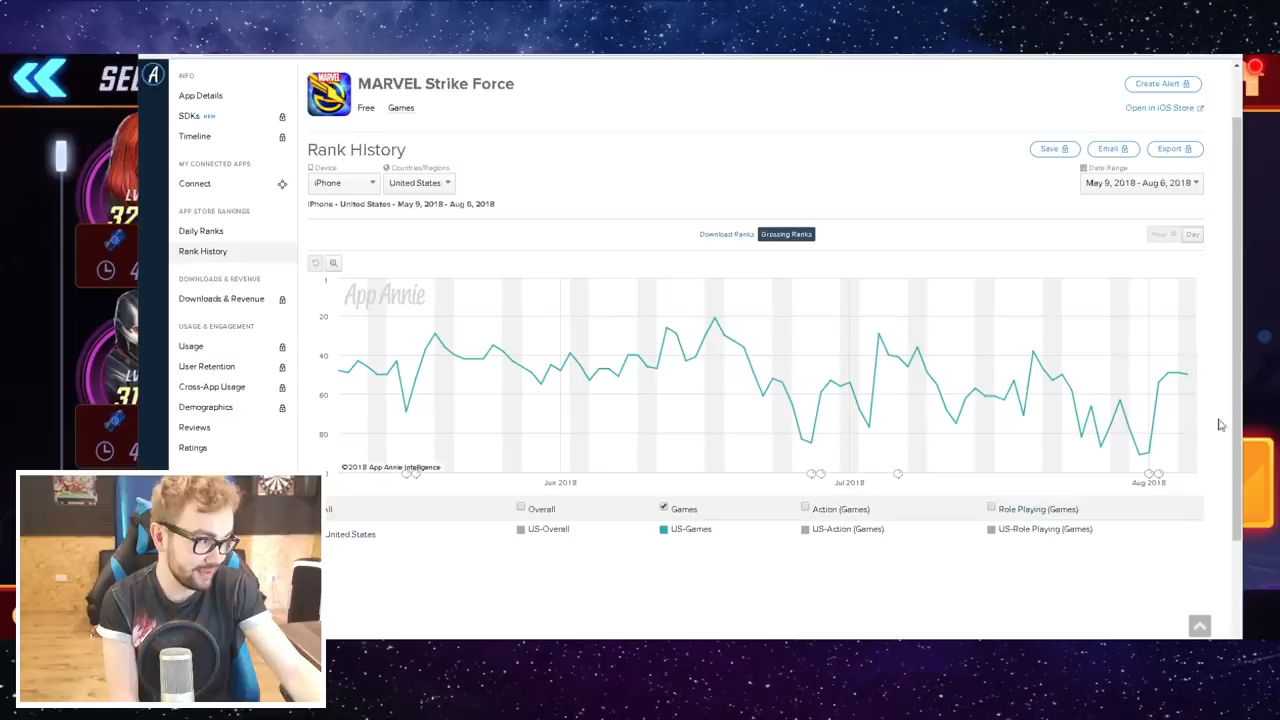 INFO
App Details
SDKs NEW
Timeline
MY CONNECTED APPS
Connect
APP STORE RANKINGS
Daily Ranks
Rank History
DOWNLOADS & REVENUE
Downloads & Revenue
USAGE & ENGAGEMENT
Usage
User Retention
Cross-App Usage
Demographics
Reviews
Ratings
MARVEL
MARVEL Strike Force
Free Games
Create Alert
Open in iOS Store
Rank History
Save Email Export
Device Countries/Regions Date Range
iPhone United States May 9, 2018 - Aug 6, 2018
iPhone - United States - May 9, 2018 - Aug 6, 2018
Download Ranks Grossing Ranks Hour Day
App Annie
1
20
40
60
80
©2018 App Annie Intelligence
Jun 2018 Jul 2018 Aug 2018
Overall Games Action (Games) Role Playing (Games)
United States US-Overall US-Games US-Action (Games) US-Role Playing (Games)
A
32
31
4
4